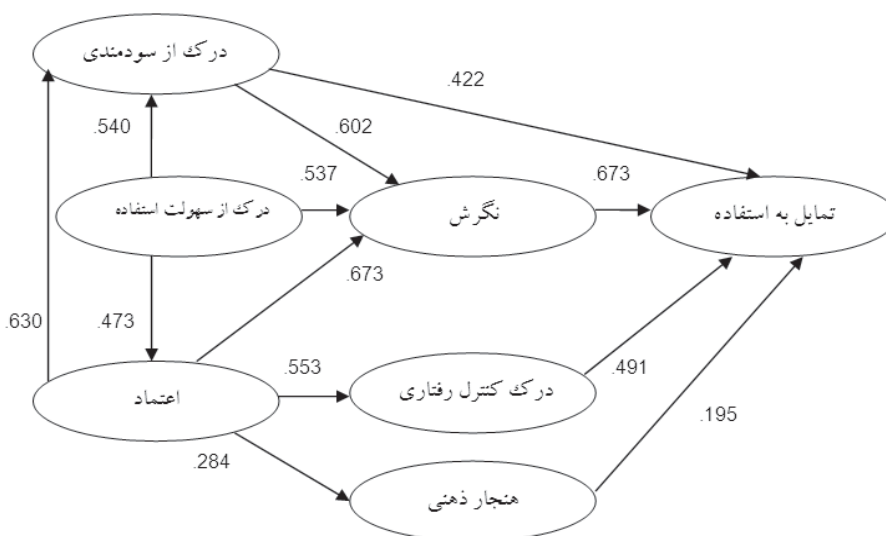 درک از سودمندی
.422
.540
.602
.537
.673
درک از سهولت استفاده
نگرش
تمایل به استفاده
.673
.630
.473
.553
.491
اعتماد
درک کنترل رفتاری
.195
.284
هنجار ذهنی